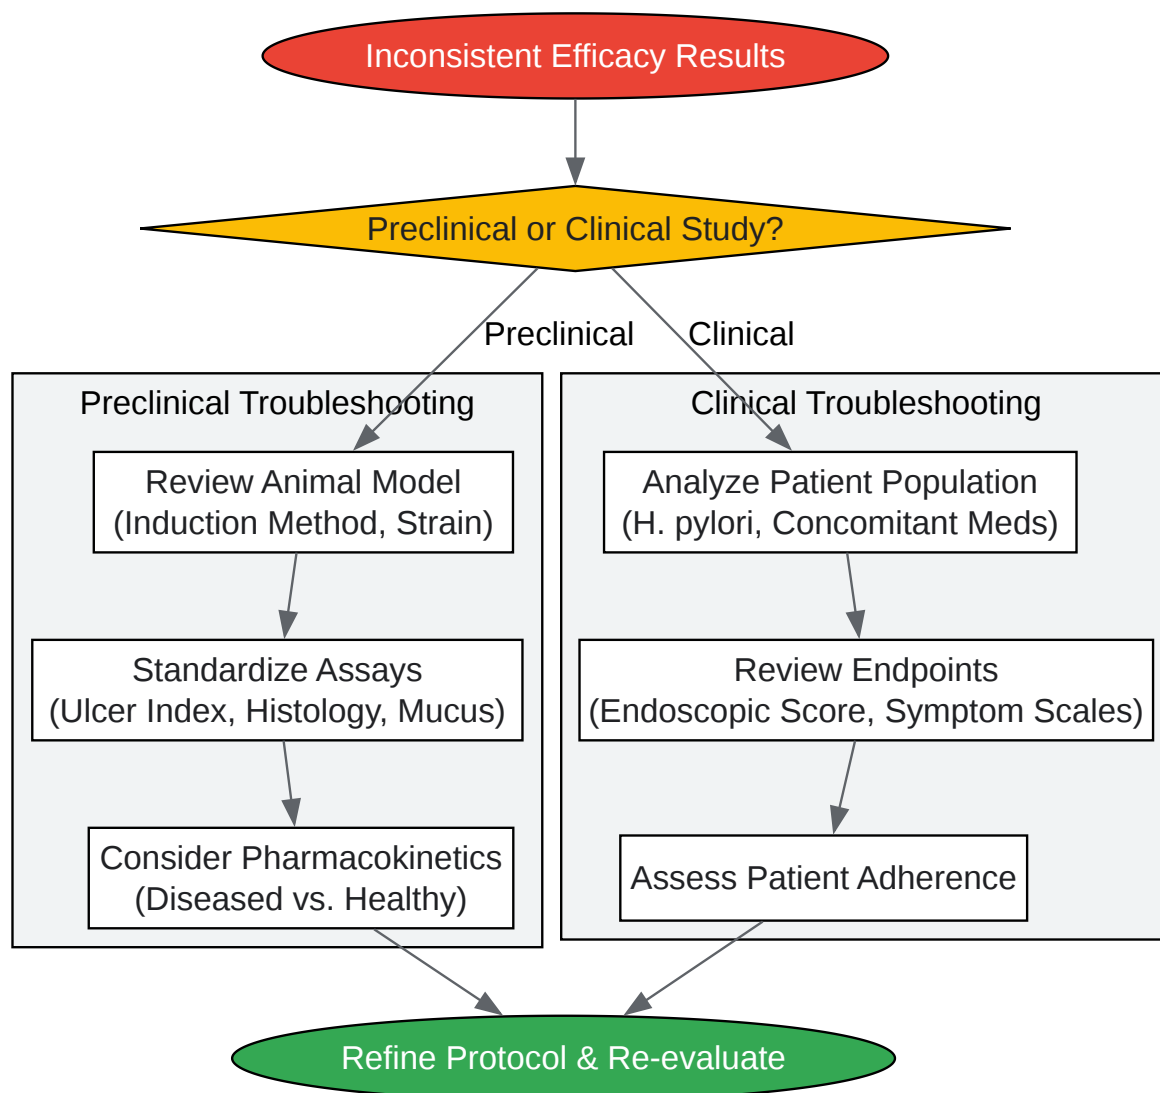 Inconsistent Efficacy Results
Preclinical or Clinical Study?
Preclinical
Clinical
Preclinical Troubleshooting
Review Animal Model
(Induction Method, Strain)
Standardize Assays
(Ulcer Index, Histology, Mucus)
Consider Pharmacokinetics
(Diseased vs. Healthy)
Clinical Troubleshooting
Analyze Patient Population
(H. pylori, Concomitant Meds)
Review Endpoints
(Endoscopic Score, Symptom Scales)
Assess Patient Adherence
Refine Protocol & Re-evaluate